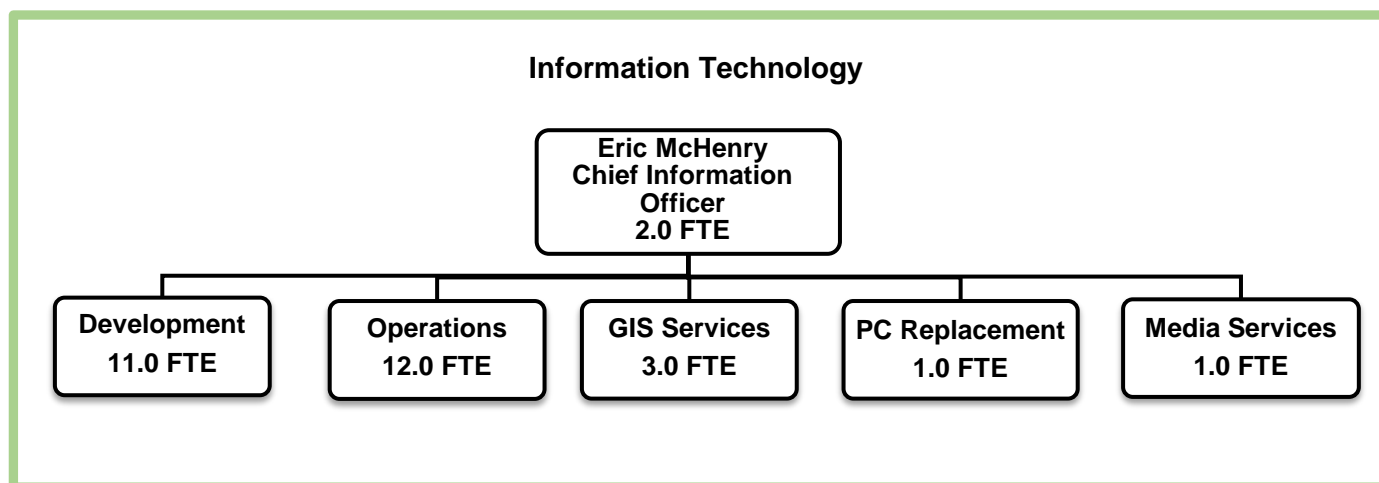 Information Technology
Eric McHenry
Chief Information
Officer
2.0 FTE
Development
11.0 FTE
Operations
12.0 FTE
GIS Services
3.0 FTE
PC Replacement
1.0 FTE
Media Services
1.0 FTE